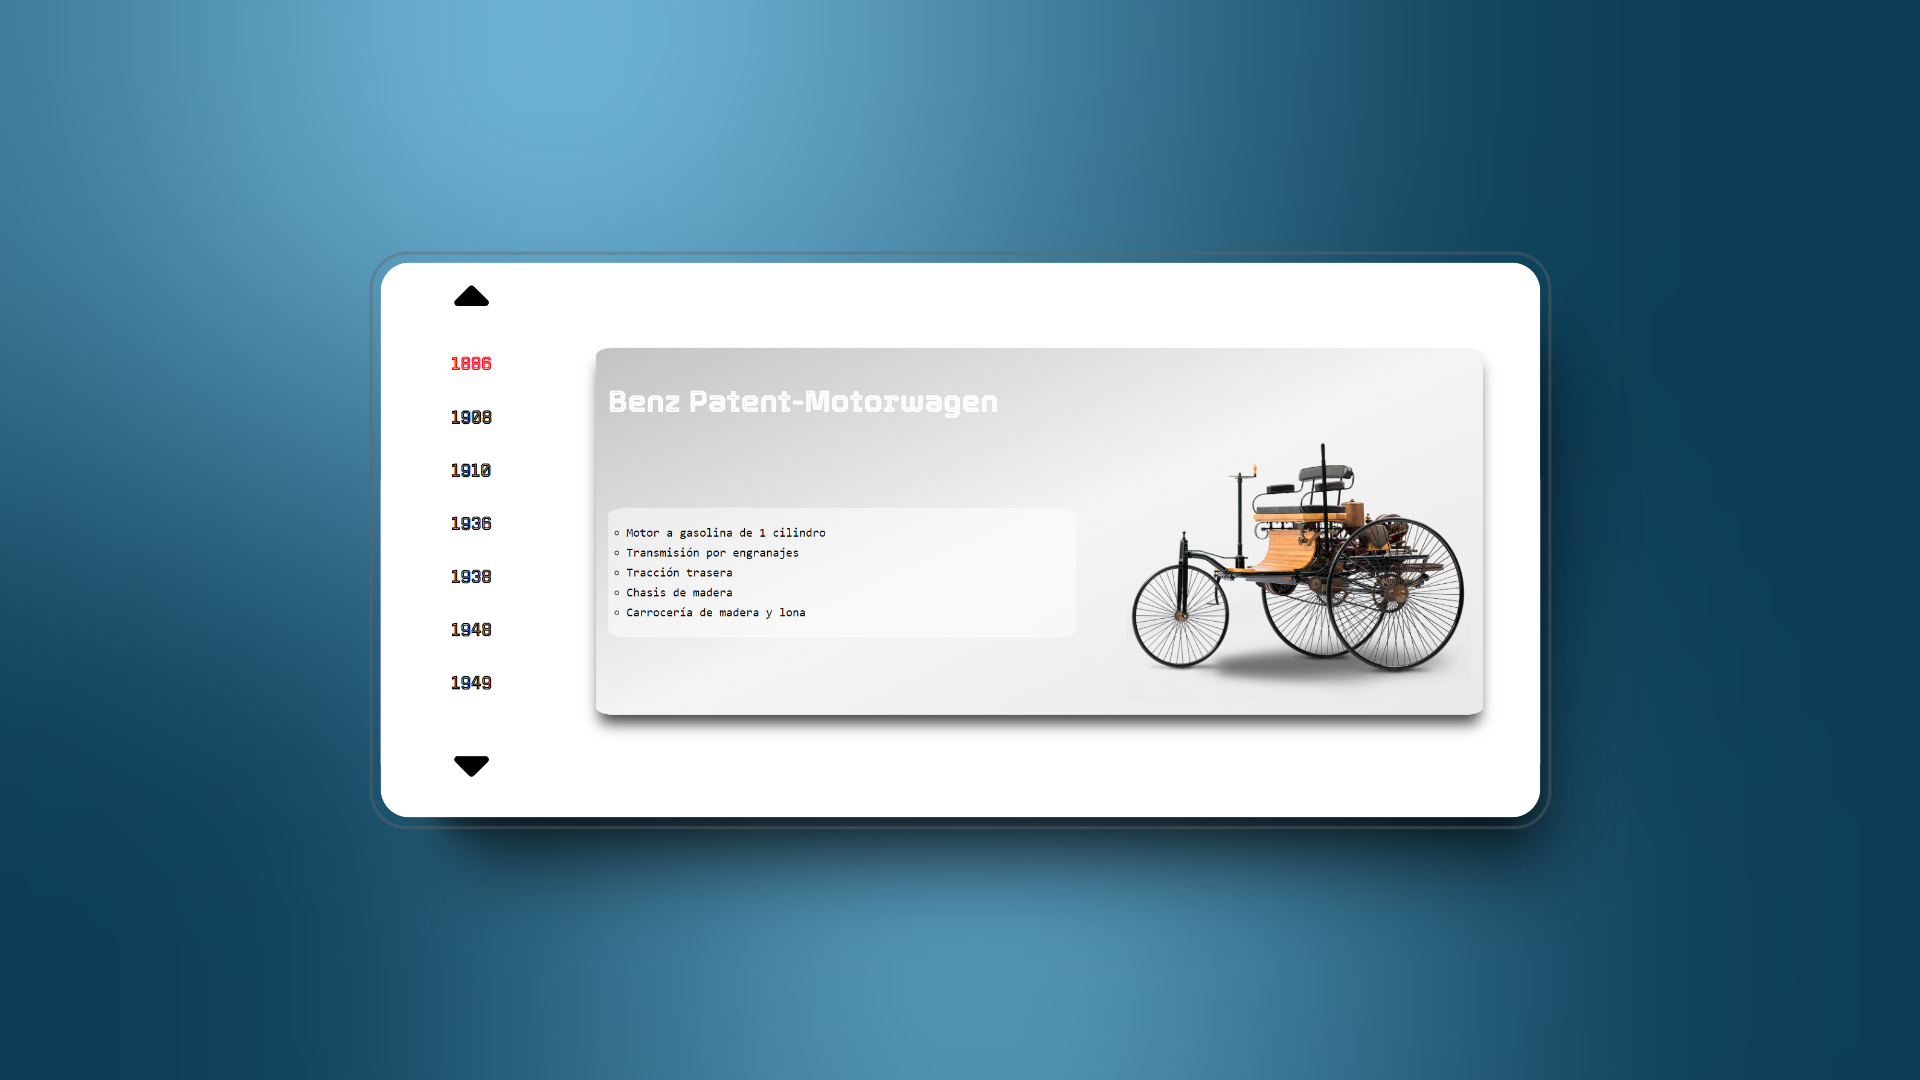 1886
1908
1910
1936
1938
1948
1949
Benz Patent-Motorwagen
Motor a gasolina de 1 cilindro
Transmisión por engranajes
Tracción trasera
Chasis de madera
Carrocería de madera y lona